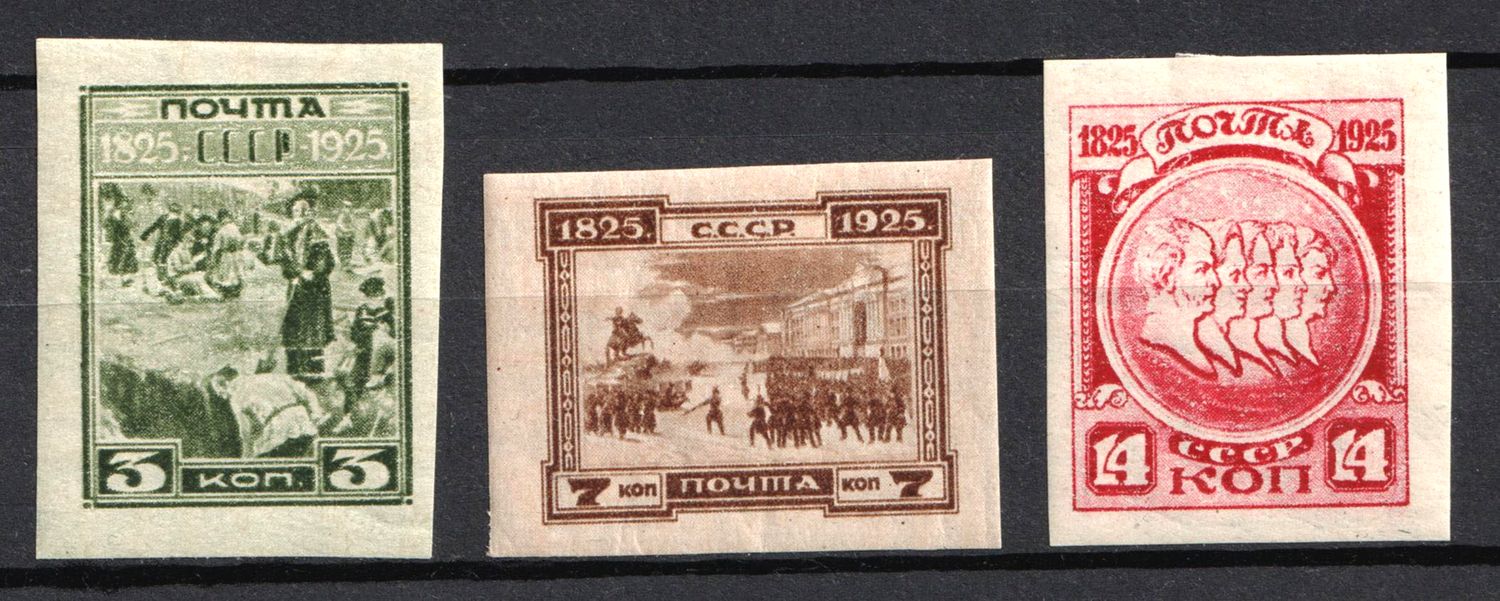 ПОЧТА
1825. СССР 1925.
3 КОП. 3
1825. С.С.С.Р. 1925.
7 КОП ПОЧТА КОП 7
1825 ПОЧТА 1925
14 СССР 14
КОП